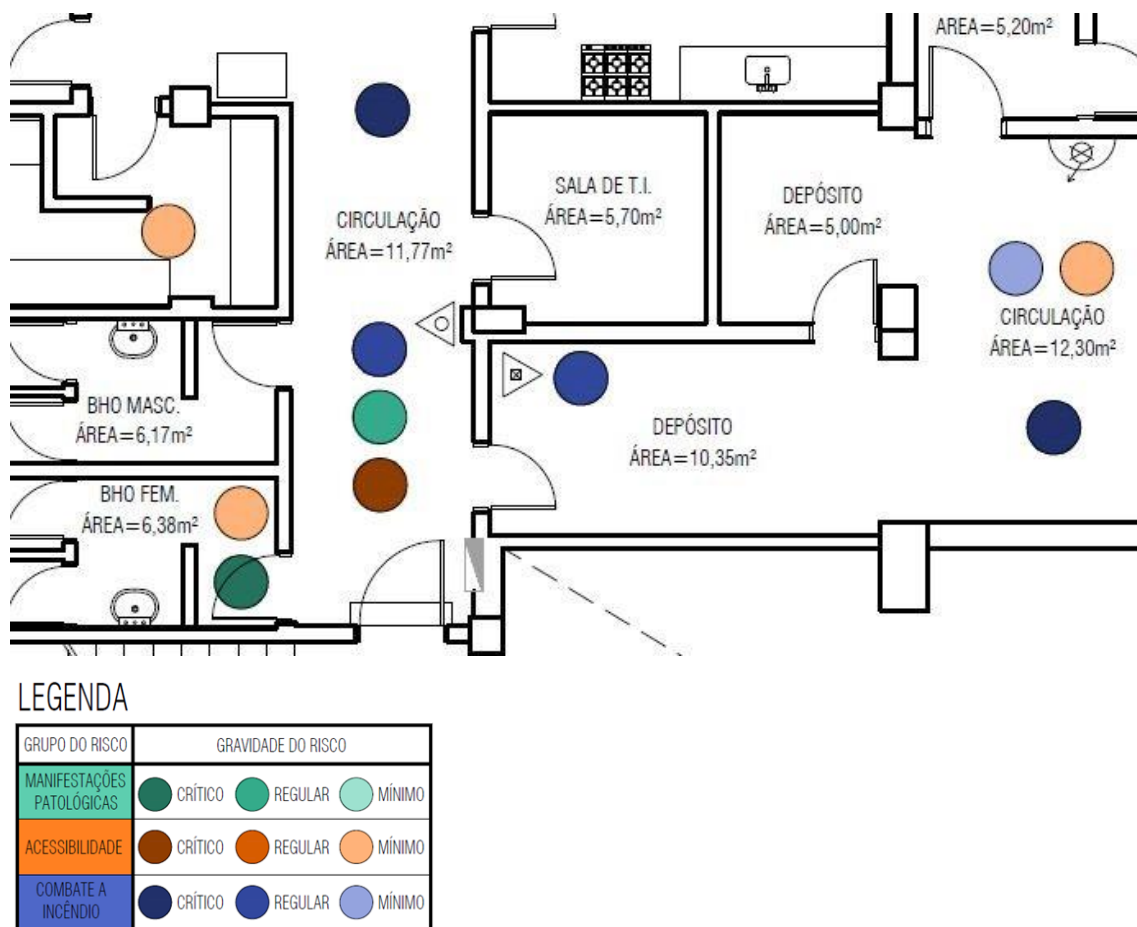 ÁREA=5,20m²
SALA DE T.I.
ÁREA=5,70m²
DEPÓSITO
ÁREA=5,00m²
CIRCULAÇÃO
ÁREA=11,77m²
CIRCULAÇÃO
ÁREA=12,30m²
BHO MASC.
ÁREA=6,17m²
DEPÓSITO
ÁREA=10,35m²
BHO FEM.
ÁREA=6,38m²
LEGENDA
GRUPO DO RISCO GRAVIDADE DO RISCO
MANIFESTAÇÕES
PATOLÓGICAS
CRÍTICO REGULAR MÍNIMO
ACESSIBILIDADE CRÍTICO REGULAR MÍNIMO
COMBATE A
INCÊNDIO
CRÍTICO REGULAR MÍNIMO